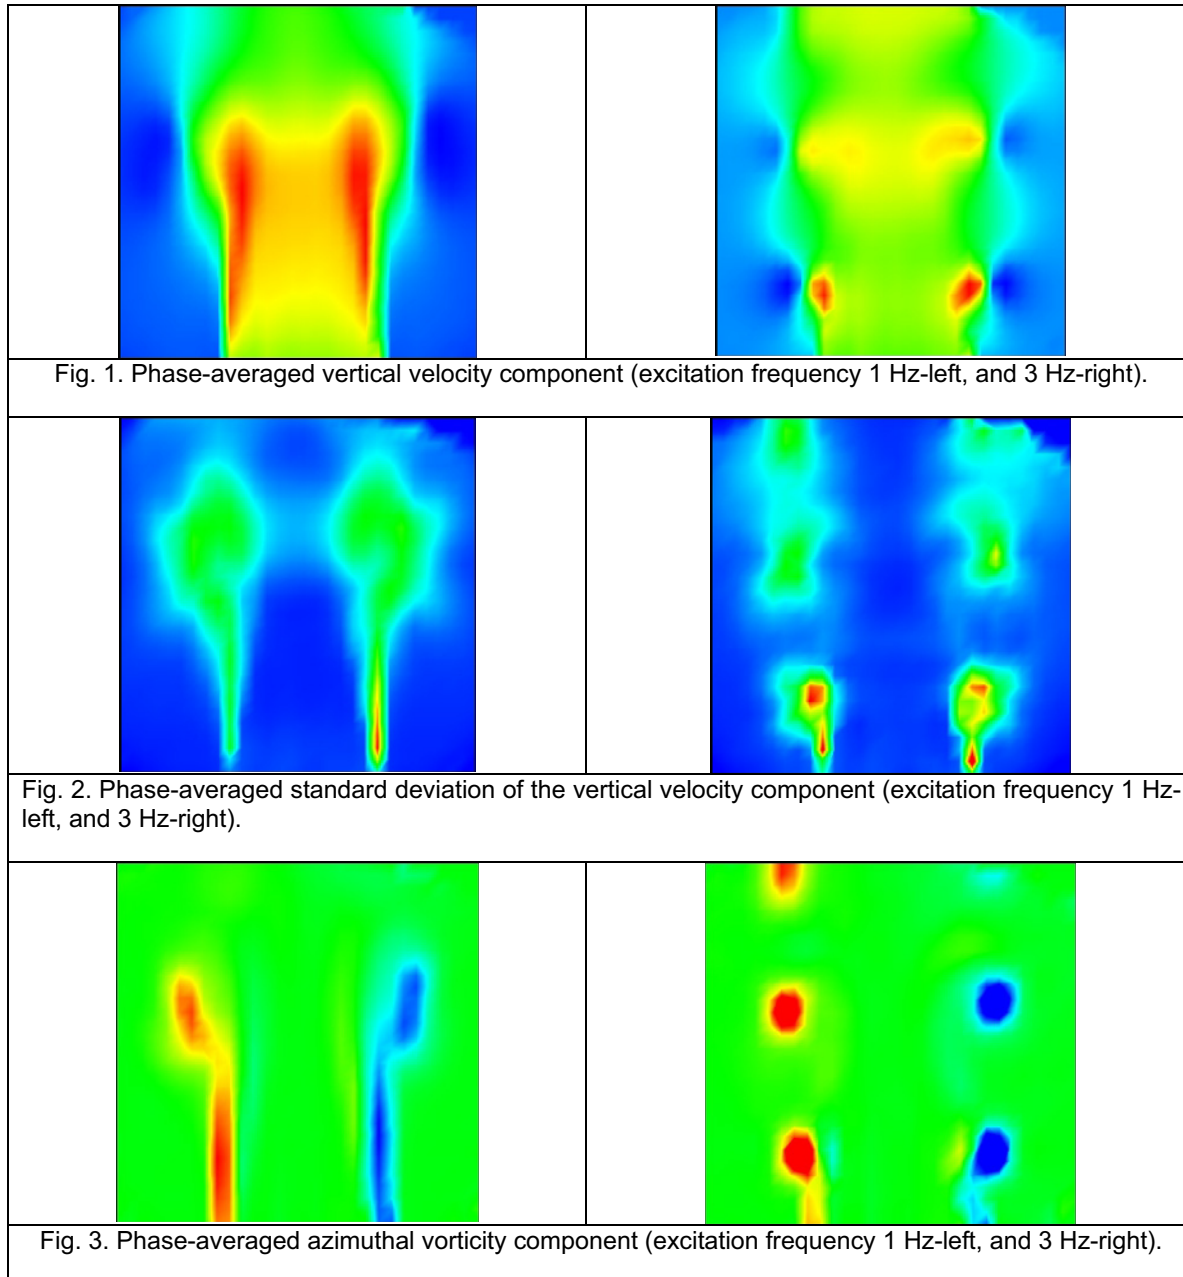 Fig. 1. Phase-averaged vertical velocity component (excitation frequency 1 Hz-left, and 3 Hz-right).
Fig. 2. Phase-averaged standard deviation of the vertical velocity component (excitation frequency 1 Hz-
left, and 3 Hz-right).
Fig. 3. Phase-averaged azimuthal vorticity component (excitation frequency 1 Hz-left, and 3 Hz-right).